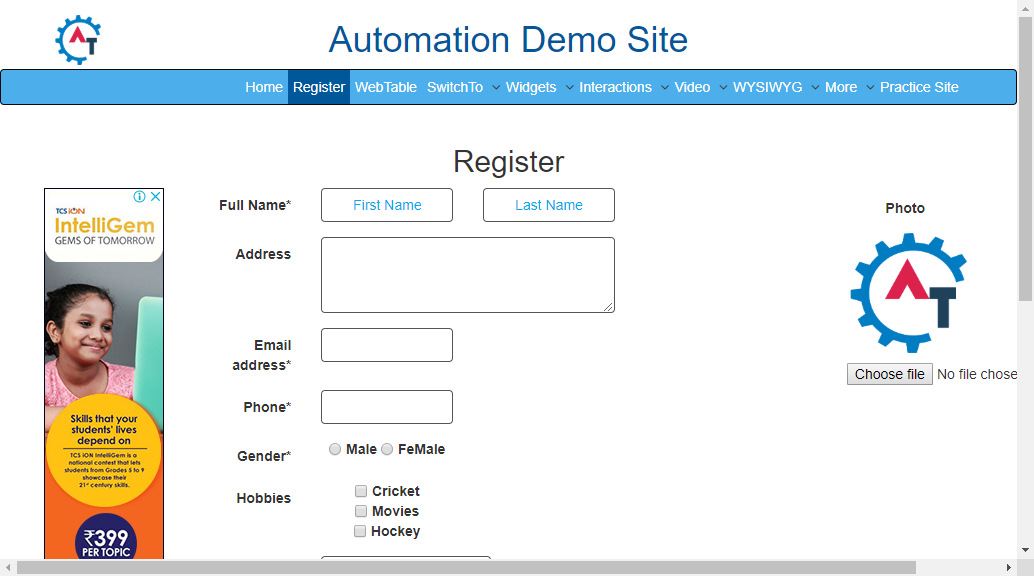 AT
Automation Demo Site
Home Register WebTable SwitchTo Widgets Interactions Video WYSIWYG More Practice Site
Register
TCS iON
IntelliGem
GEMS OF TOMORROW
Skills that your
students' lives
depend on
TCS iON IntelliGem is a
national contest that lets
students from Grades 5 to 9
showcase their
21st century skills.
₹399
PER TOPIC
Full Name* First Name Last Name
Address
Email
address*
Phone*
Gender* Male FeMale
Hobbies Cricket
Movies
Hockey
Photo
AT
Choose file No file chose